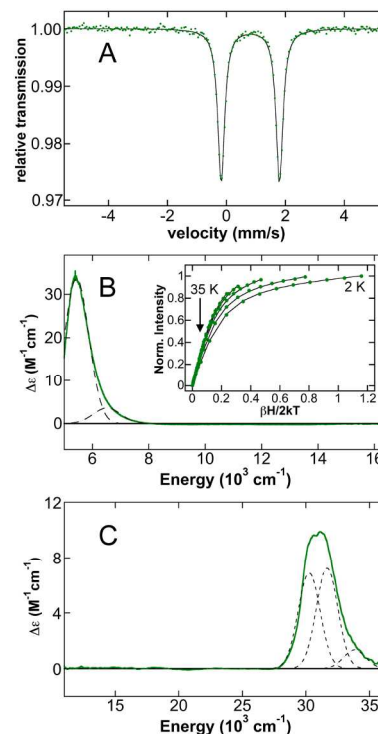 A
1.00
0.99
0.98
0.97
relative transmission
-4 -2 0 2 4
velocity (mm/s)
B
30
20
10
0
Δε (M⁻¹cm⁻¹)
6 8 10 12 14 16
Energy (10³ cm⁻¹)
35 K
2 K
1
0.8
0.6
0.4
0.2
0
Norm. Intensity
0 0.2 0.4 0.6 0.8 1 1.2
βH/2kT
C
12
8
4
0
Δε (M⁻¹cm⁻¹)
15 20 25 30 35
Energy (10³ cm⁻¹)